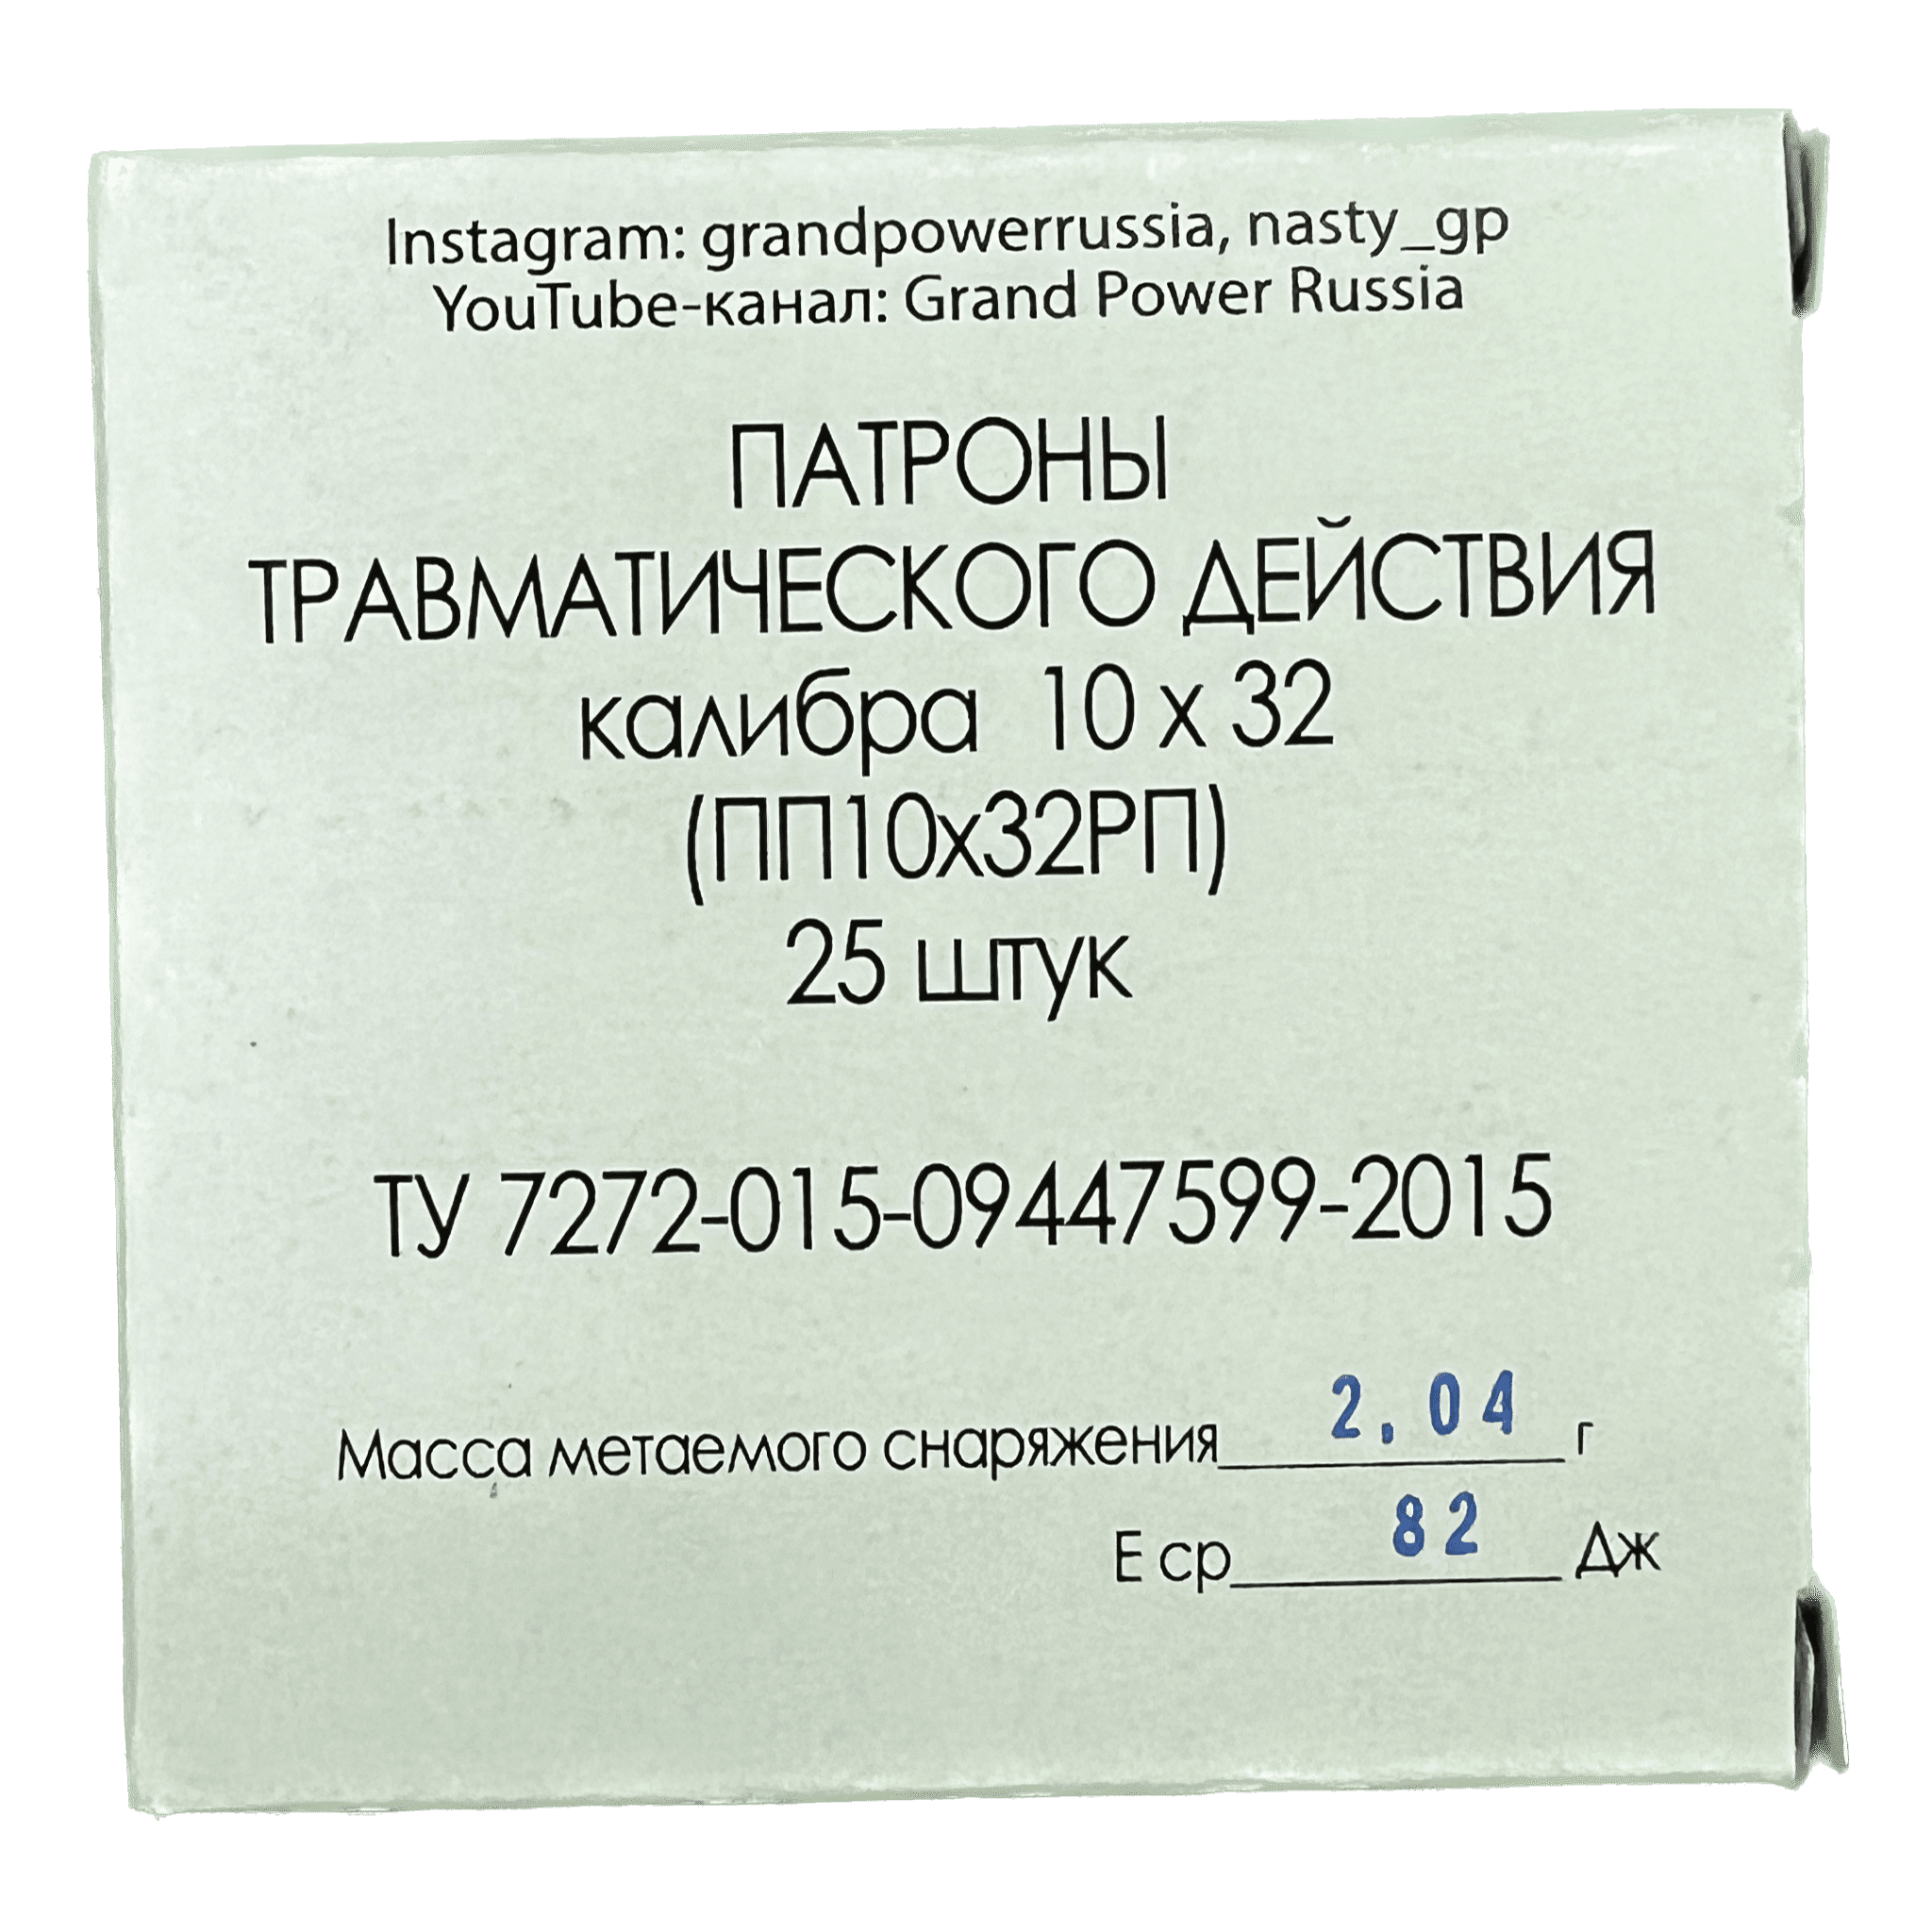 Instagram: grandpowerrussia, nasty_gp
YouTube-канал: Grand Power Russia
ПАТРОНЫ
ТРАВМАТИЧЕСКОГО ДЕЙСТВИЯ
калибра 10 x 32
(ПП10х32РП)
25 штук
ТУ 7272-015-09447599-2015
Масса метаемого снаряжения 2,04 г
Е ср 82 Дж